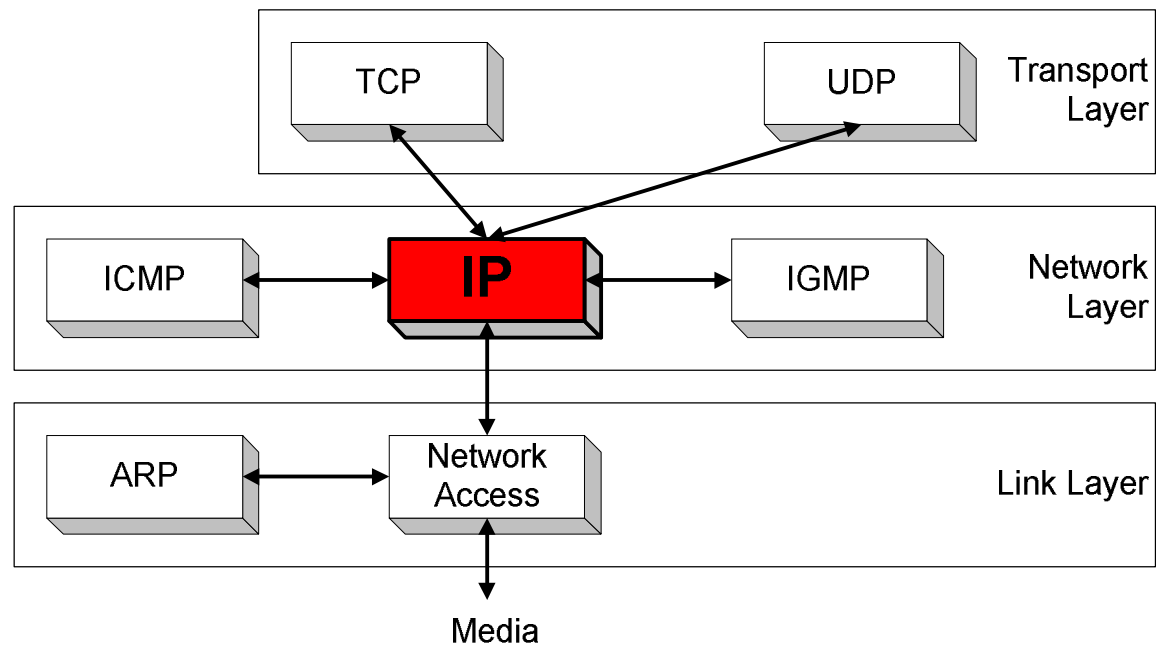 TCP
UDP
Transport
Layer
ICMP
IP
IGMP
Network
Layer
ARP
Network
Access
Link Layer
Media